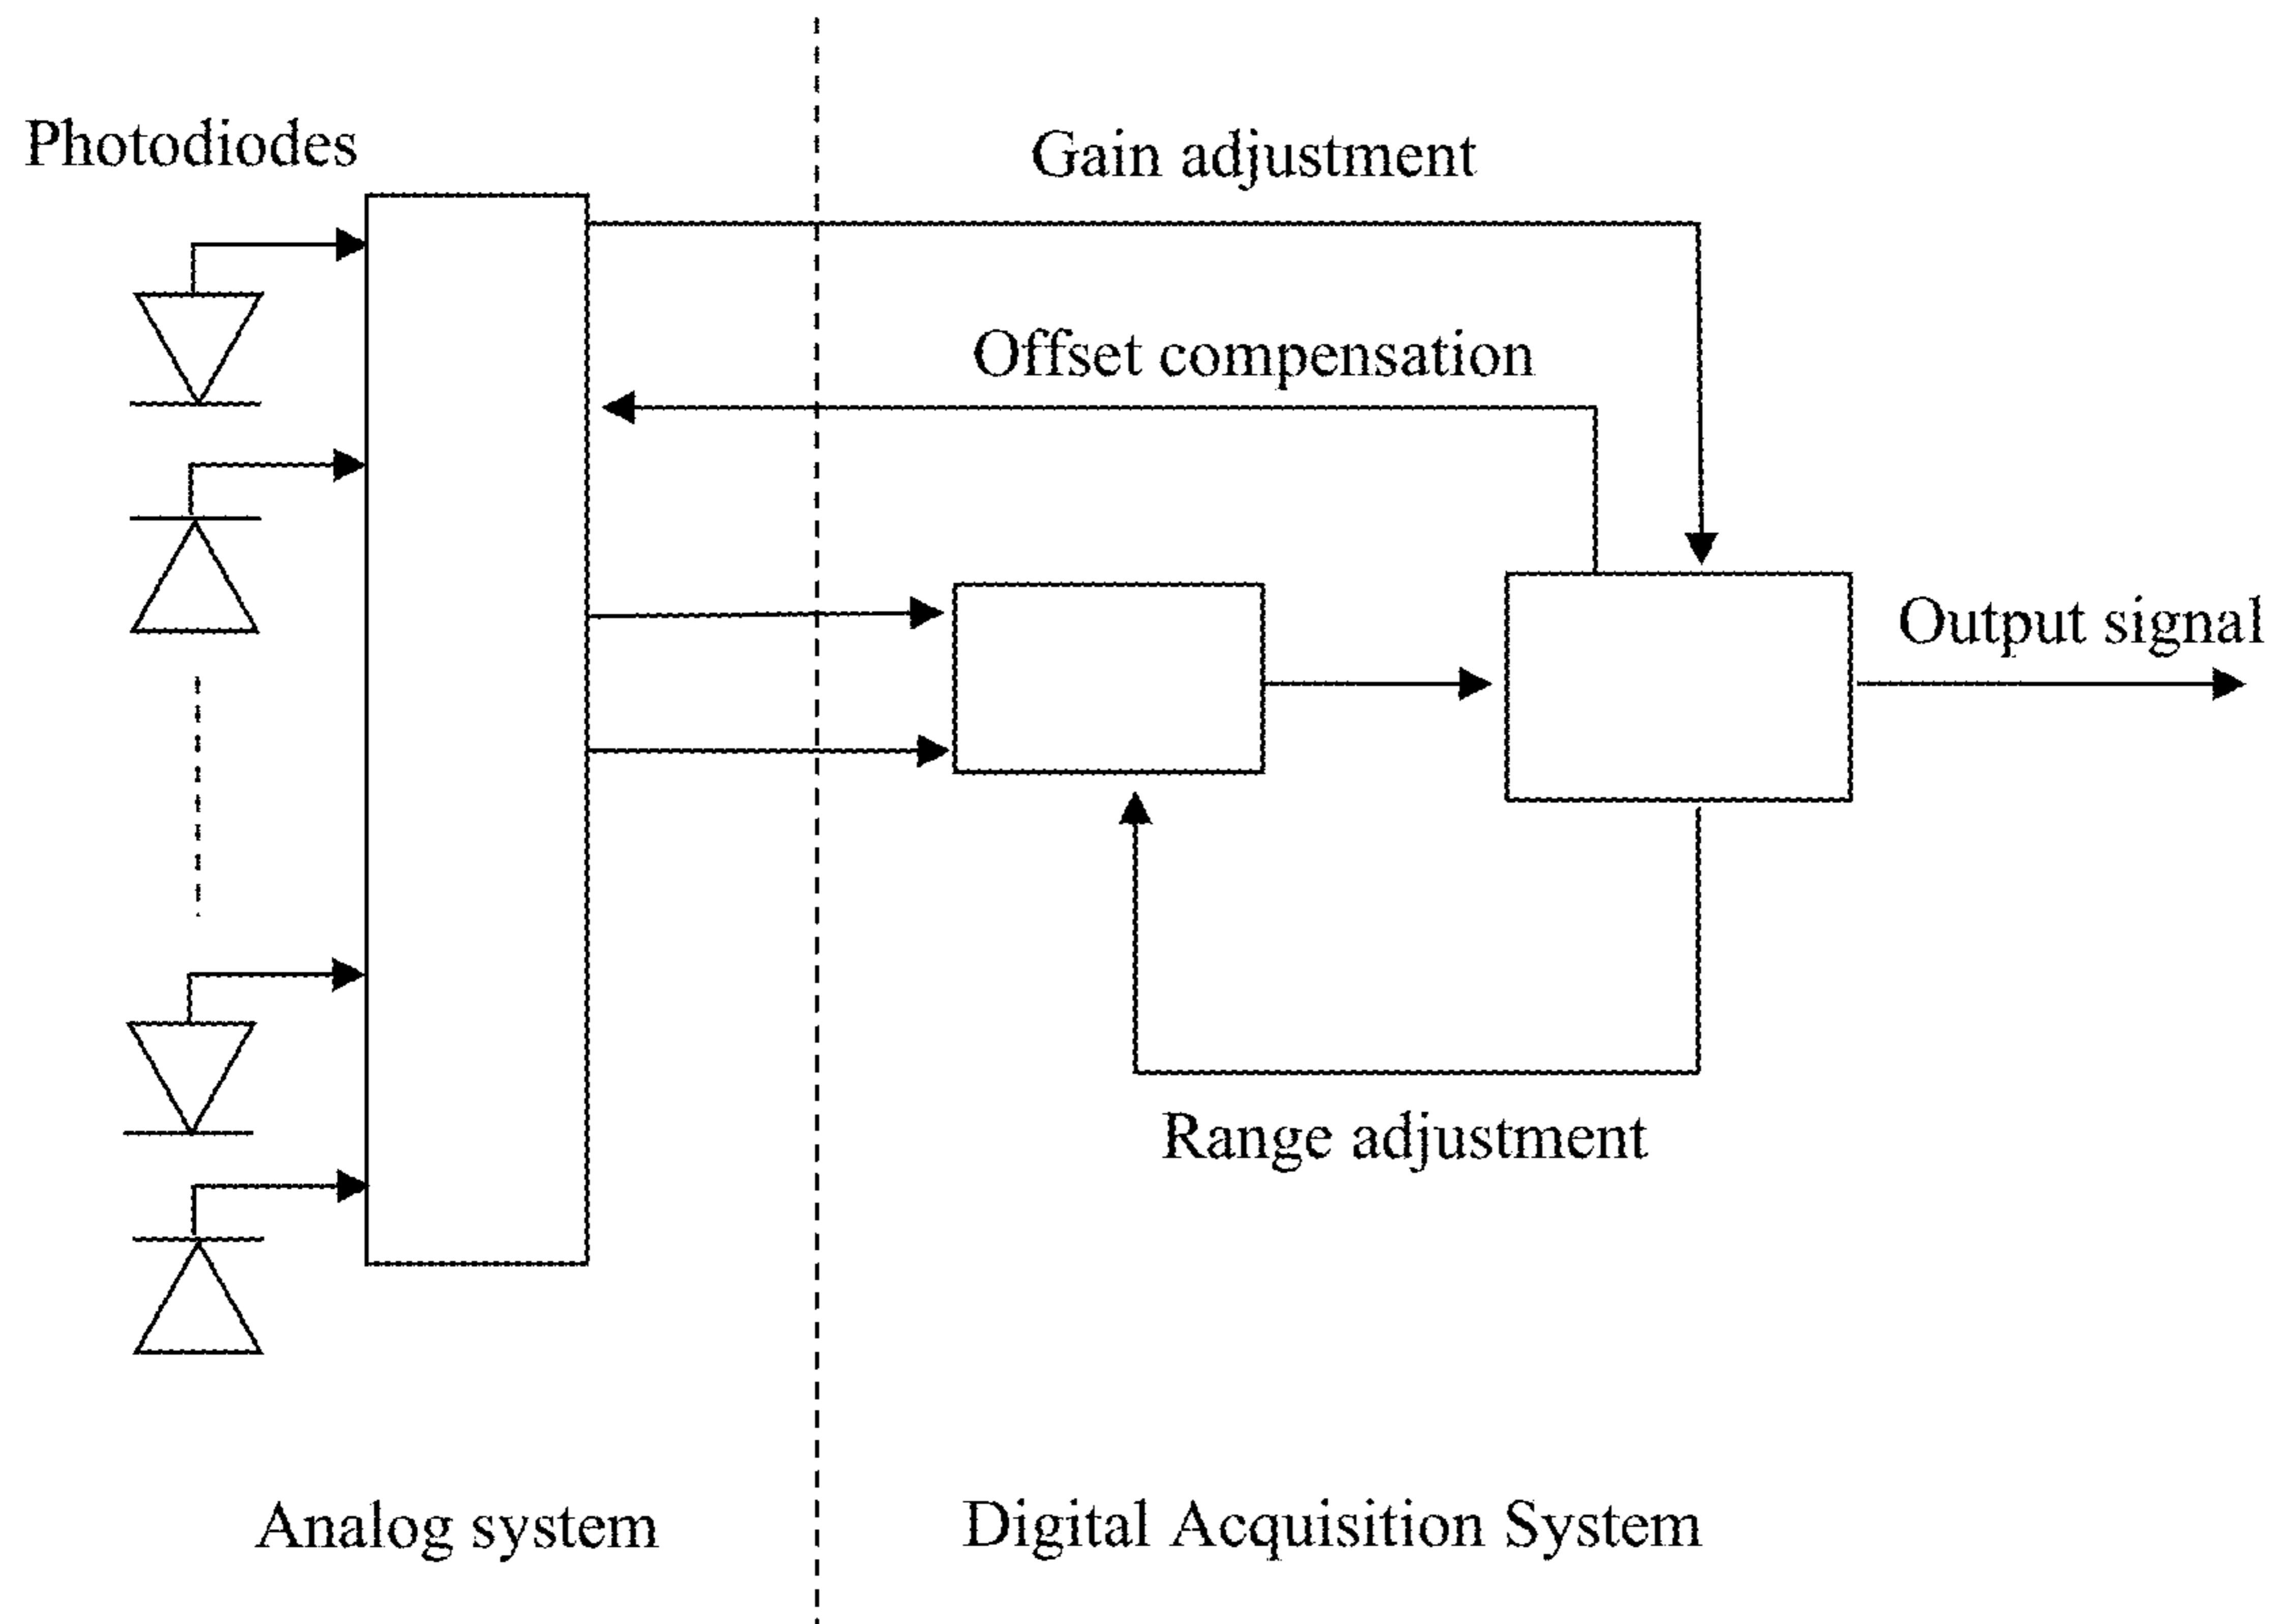 Photodiodes
Gain adjustment
Offset compensation
Output signal
Range adjustment
Analog system
Digital Acquisition System